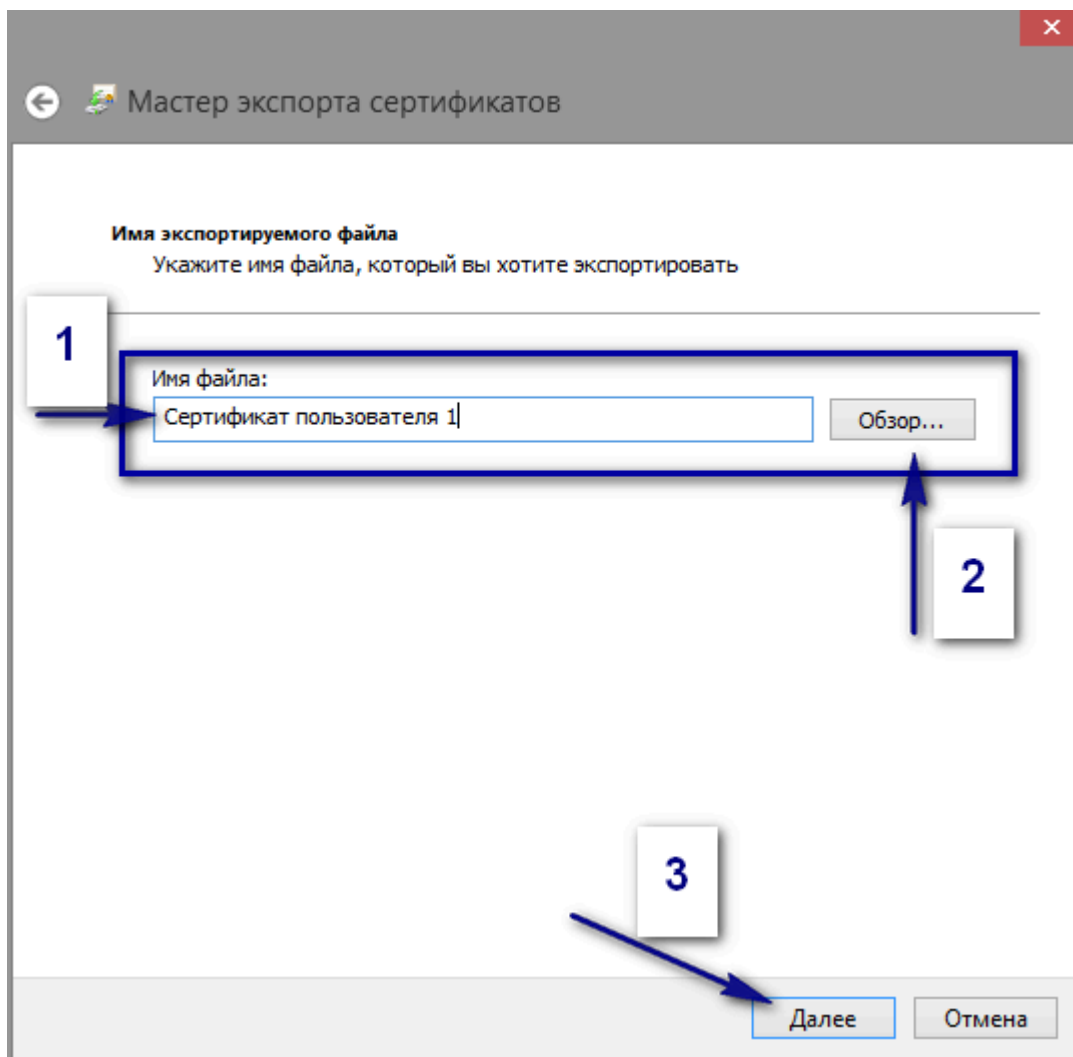 Мастер экспорта сертификатов
Имя экспортируемого файла
Укажите имя файла, который вы хотите экспортировать
1
Имя файла:
Сертификат пользователя 1
Обзор...
2
3
Далее
Отмена